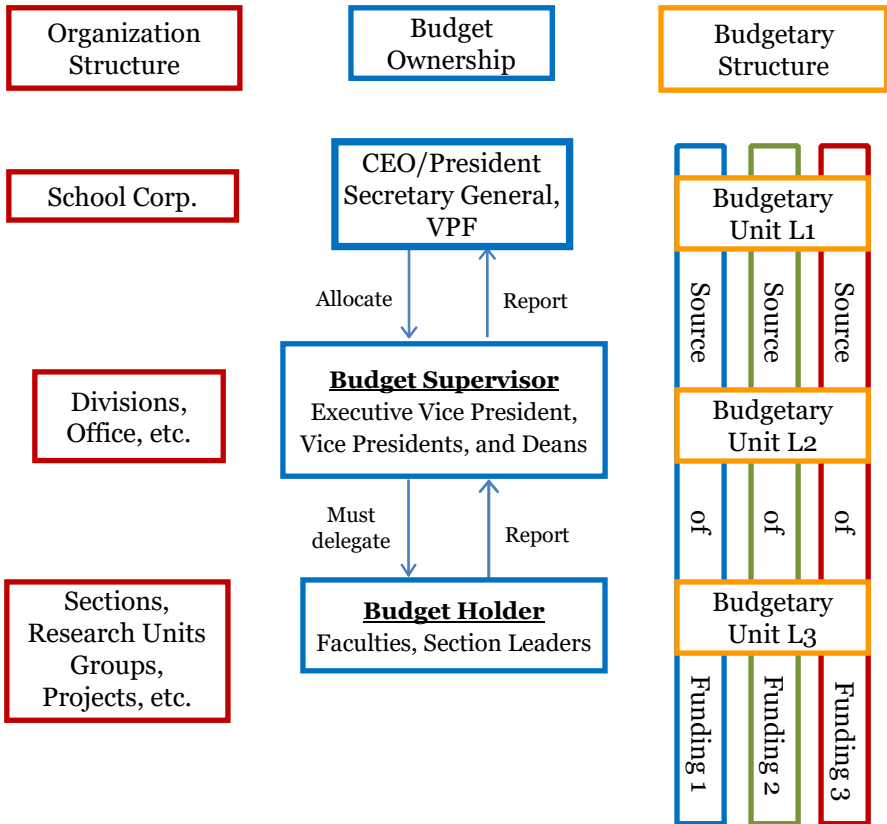 Organization
Structure
Budget
Ownership
Budgetary
Structure
School Corp.
CEO/President
Secretary General,
VPF
Budgetary
Unit L1
Allocate
Report
Divisions,
Office, etc.
Budget Supervisor
Executive Vice President,
Vice Presidents, and Deans
Budgetary
Unit L2
Must
delegate
Report
Sections,
Research Units
Groups,
Projects, etc.
Budget Holder
Faculties, Section Leaders
Budgetary
Unit L3
Source of Funding 1
Source of Funding 2
Source of Funding 3